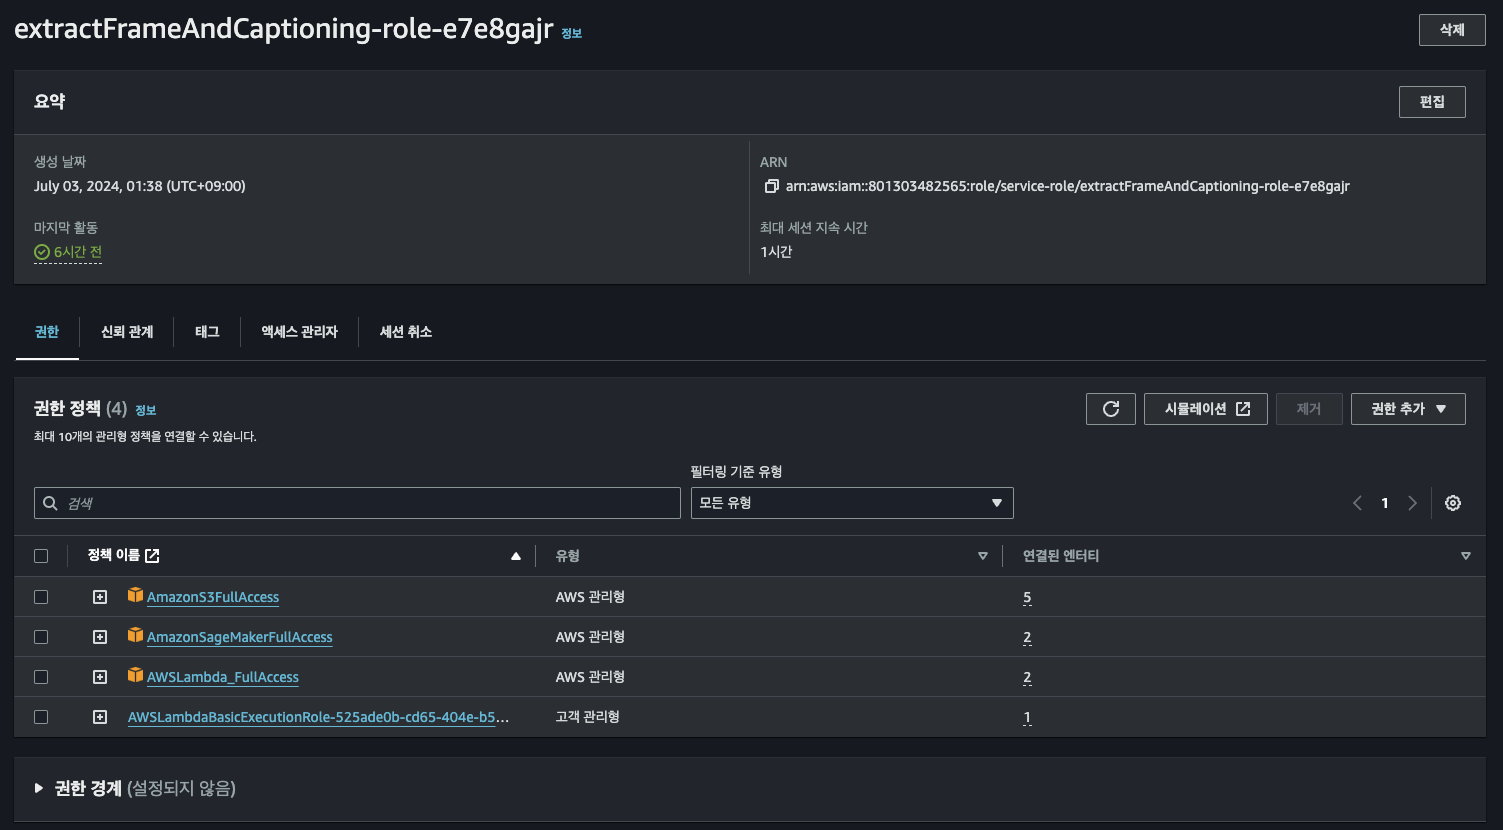 extractFrameAndCaptioning-role-e7e8gajr 정보
삭제
요약
편집
생성 날짜
July 03, 2024, 01:38 (UTC+09:00)
ARN
arn:aws:iam::801303482565:role/service-role/extractFrameAndCaptioning-role-e7e8gajr
마지막 활동
6시간 전
최대 세션 지속 시간
1시간
권한 신뢰 관계 태그 액세스 관리자 세션 취소
권한 정책 (4) 정보
최대 10개의 관리형 정책을 연결할 수 있습니다.
시뮬레이션 제거 권한 추가
필터링 기준 유형
검색 모든 유형 1
정책 이름 유형 연결된 엔터티
AmazonS3FullAccess AWS 관리형 5
AmazonSageMakerFullAccess AWS 관리형 2
AWSLambda_FullAccess AWS 관리형 2
AWSLambdaBasicExecutionRole-525ade0b-cd65-404e-b5... 고객 관리형 1
권한 경계 (설정되지 않음)